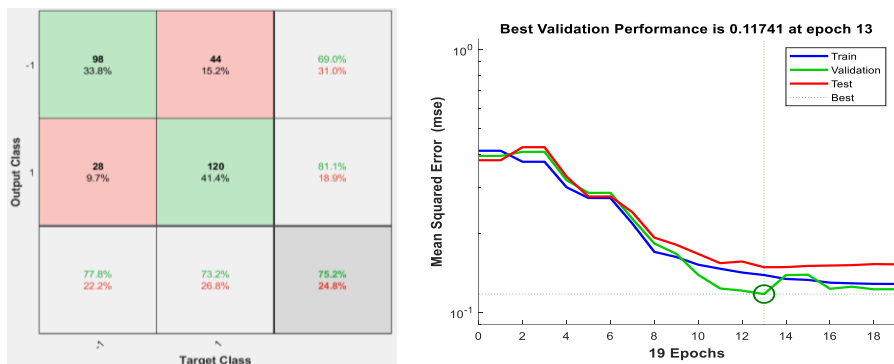 98
33.8%
44
15.2%
69.0%
31.0%
-1
28
9.7%
120
41.4%
81.1%
18.9%
1
77.8%
22.2%
73.2%
26.8%
75.2%
24.8%
-1
1
Output Class
Target Class
Best Validation Performance is 0.11741 at epoch 13
Train
Validation
Test
Best
10⁰
10⁻¹
Mean Squared Error (mse)
0 2 4 6 8 10 12 14 16 18
19 Epochs